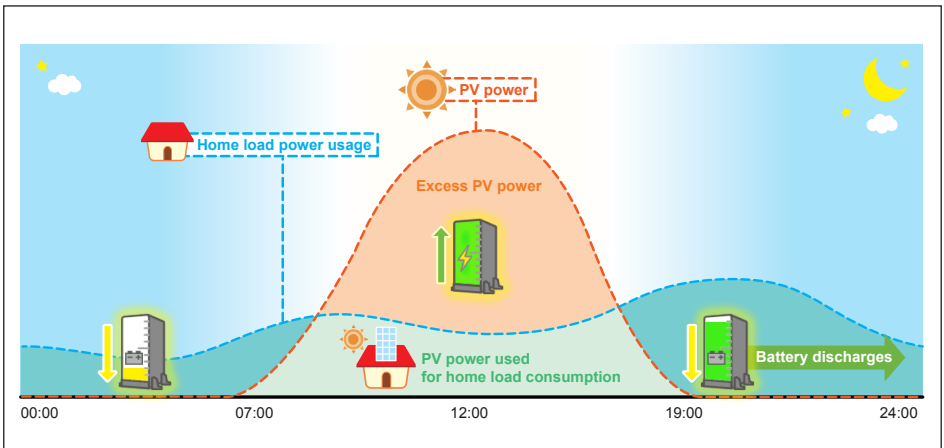 PV power
Home load power usage
Excess PV power
PV power used
for home load consumption
Battery discharges
00:00
07:00
12:00
19:00
24:00